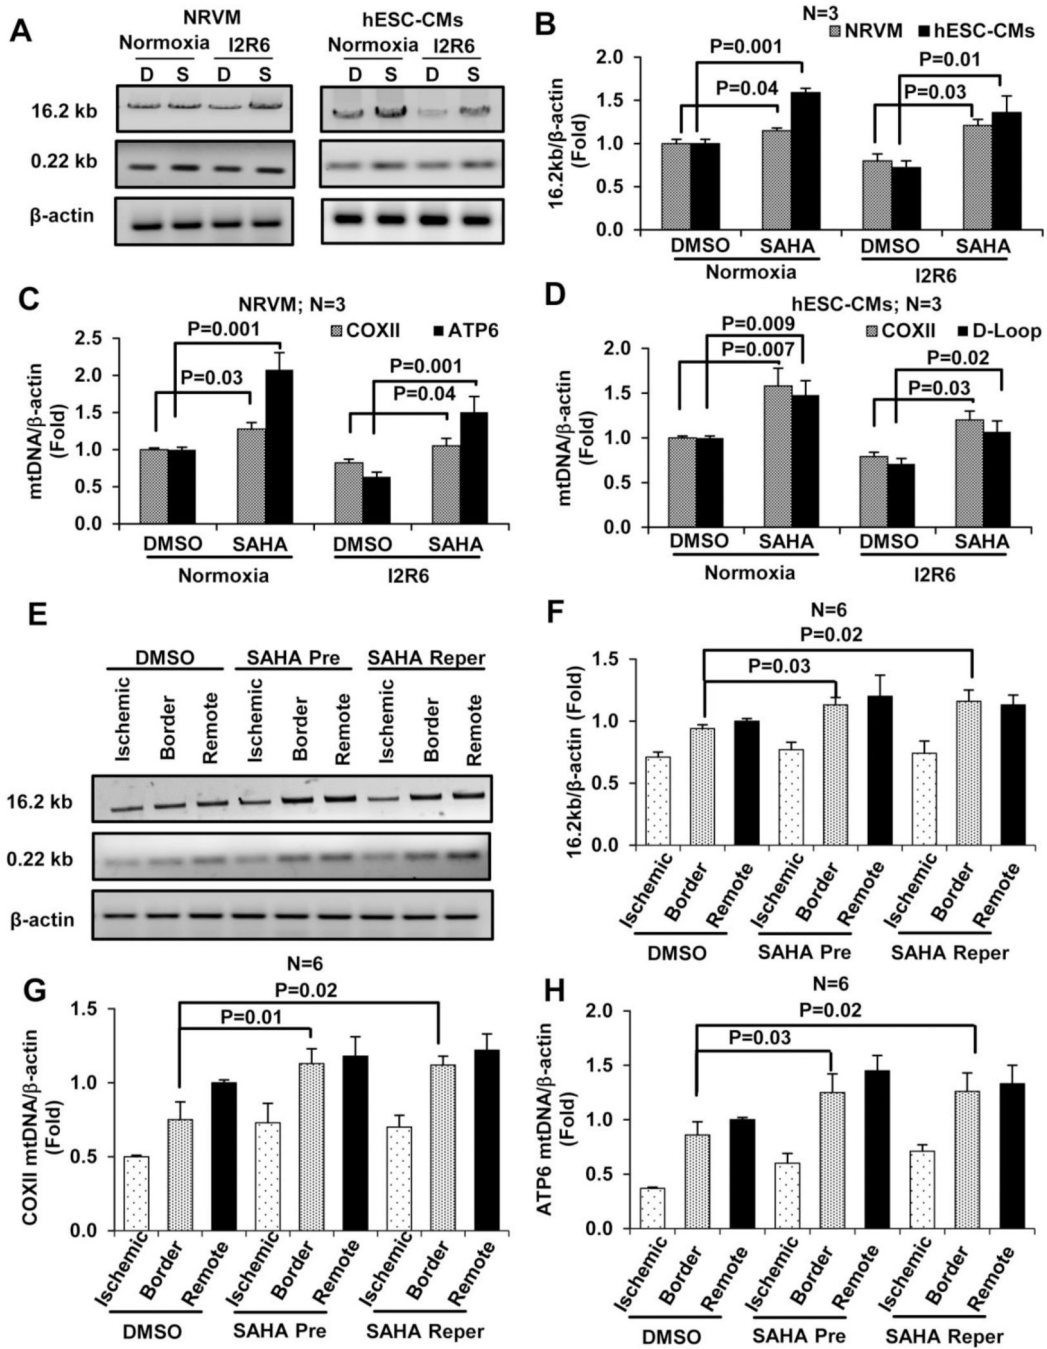 A
NRVM
hESC-CMs
Normoxia I2R6
Normoxia I2R6
D S D S
D S D S
16.2 kb
0.22 kb
β-actin
B
N=3
NRVM hESC-CMs
P=0.001
P=0.01
P=0.04
P=0.03
16.2kb/β-actin
(Fold)
2.0
1.5
1.0
0.5
0.0
DMSO SAHA DMSO SAHA
Normoxia I2R6
C
NRVM; N=3
P=0.001
COXII ATP6
P=0.03
P=0.001
P=0.04
mtDNA/β-actin
(Fold)
2.5
2.0
1.5
1.0
0.5
0.0
DMSO SAHA DMSO SAHA
Normoxia I2R6
D
hESC-CMs; N=3
P=0.009
COXII D-Loop
P=0.007
P=0.02
P=0.03
mtDNA/β-actin
(Fold)
2.0
1.5
1.0
0.5
0.0
DMSO SAHA DMSO SAHA
Normoxia I2R6
E
DMSO SAHA Pre SAHA Reper
Ischemic Border Remote Ischemic Border Remote Ischemic Border Remote
16.2 kb
0.22 kb
β-actin
F
N=6
P=0.02
P=0.03
16.2kb/β-actin (Fold)
1.5
1.0
0.5
0.0
Ischemic Border Remote Ischemic Border Remote Ischemic Border Remote
DMSO SAHA Pre SAHA Reper
G
N=6
P=0.02
P=0.01
COXII mtDNA/β-actin
(Fold)
1.5
1.0
0.5
0.0
Ischemic Border Remote Ischemic Border Remote Ischemic Border Remote
DMSO SAHA Pre SAHA Reper
H
N=6
P=0.02
P=0.03
ATP6 mtDNA/β-actin
(Fold)
2.0
1.5
1.0
0.5
0.0
Ischemic Border Remote Ischemic Border Remote Ischemic Border Remote
DMSO SAHA Pre SAHA Reper